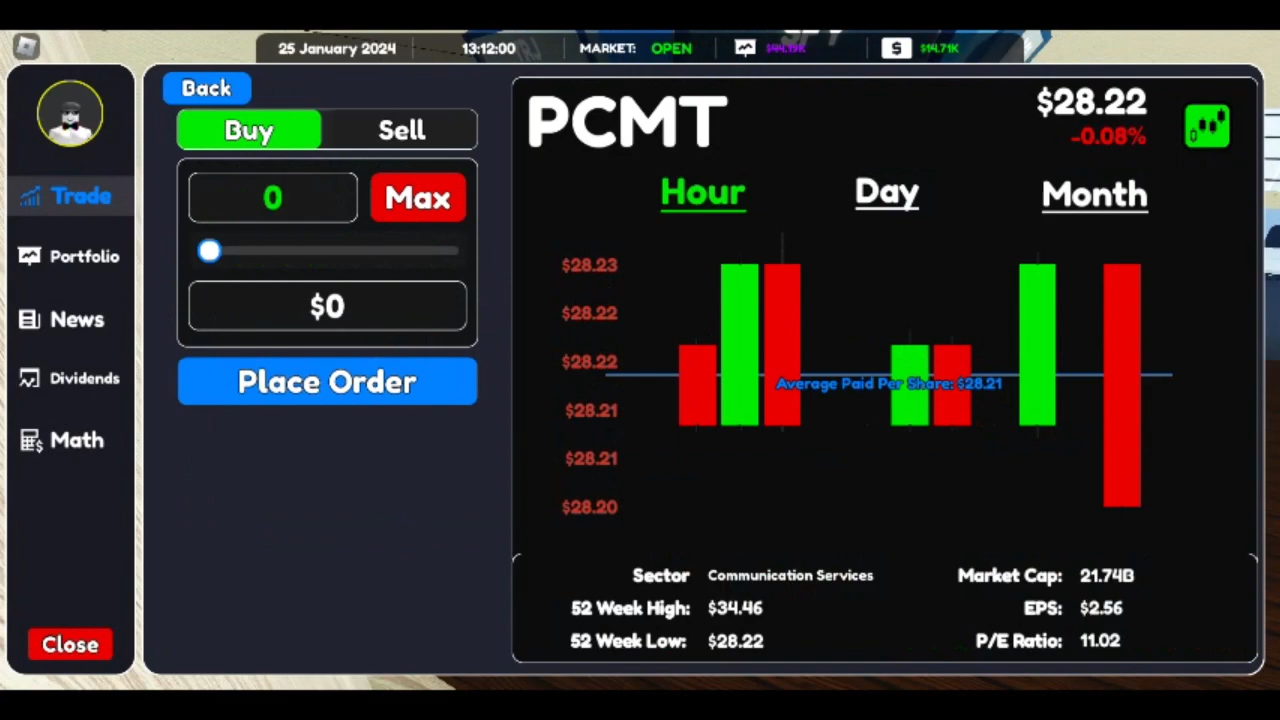 25 January 2024 13:12:00 MARKET: OPEN $ $14.71K
Back
Buy Sell
0 Max
$0
Place Order
Trade
Portfolio
News
Dividends
Math
Close
PCMT
$28.22
-0.08%
Hour Day Month
$28.23
$28.22
$28.22
Average Paid Per Share: $28.21
$28.21
$28.21
$28.20
Sector Communication Services Market Cap: 21.74B
52 Week High: $34.46 EPS: $2.56
52 Week Low: $28.22 P/E Ratio: 11.02